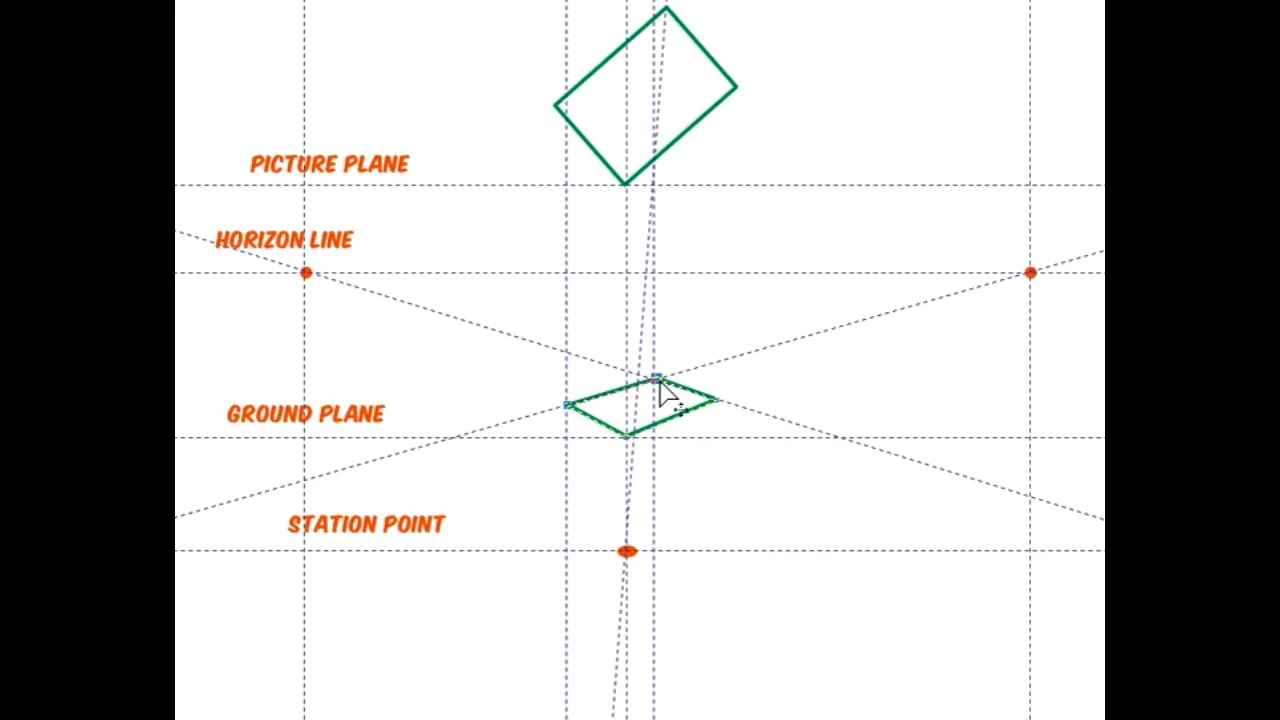 PICTURE PLANE
HORIZON LINE
GROUND PLANE
STATION POINT